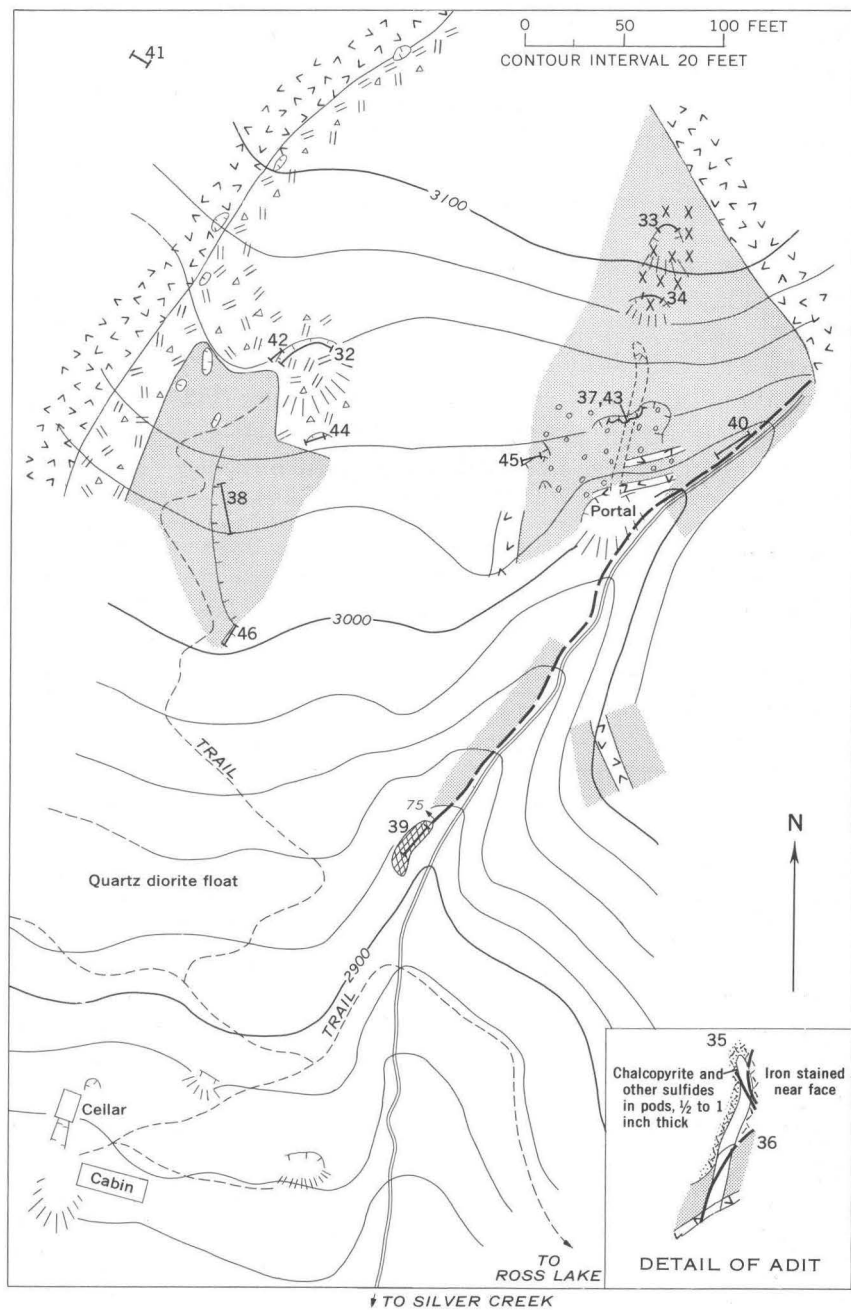 0 50 100 FEET
CONTOUR INTERVAL 20 FEET
41
3100
33
34
42
32
37,43
44
40
45
38
Portal
3000
46
TRAIL
75
39
N
Quartz diorite float
2900
TRAIL
35
Chalcopyrite and
other sulfides
in pods, ½ to 1
inch thick
Iron stained
near face
36
Cellar
Cabin
TO
ROSS LAKE
DETAIL OF ADIT
TO SILVER CREEK